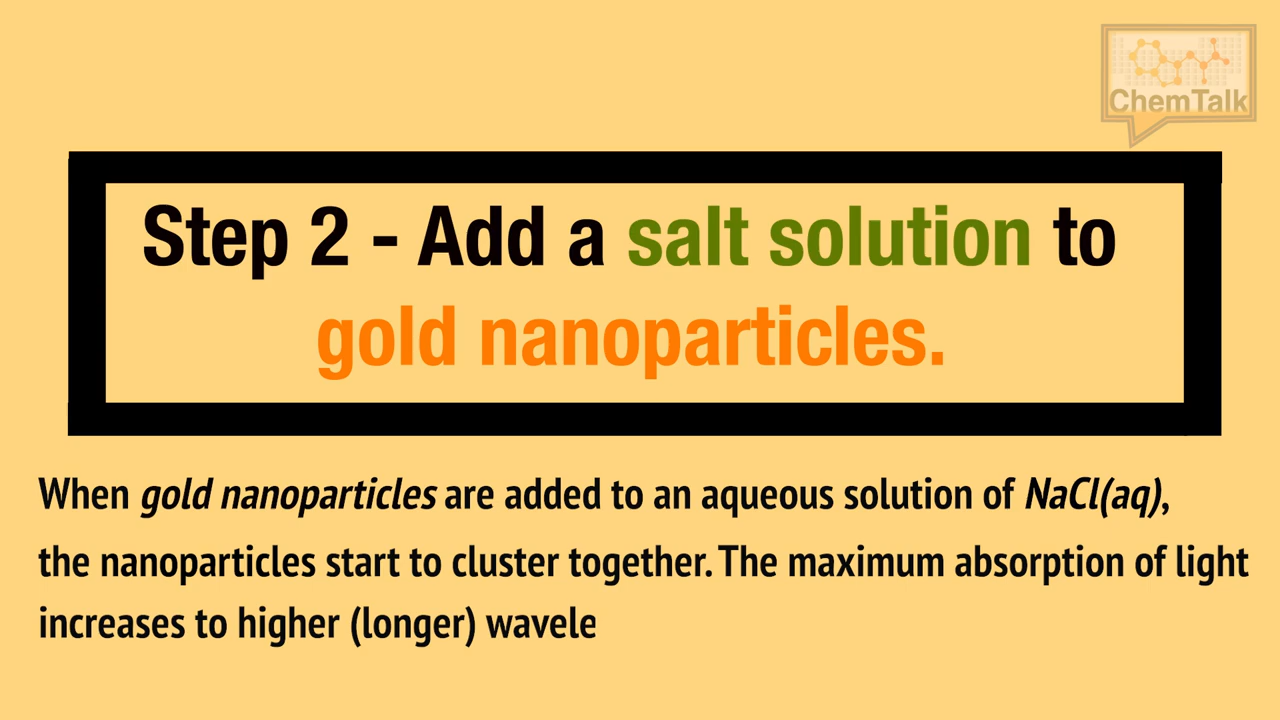 ChemTalk
Step 2 - Add a salt solution to
gold nanoparticles.
When gold nanoparticles are added to an aqueous solution of NaCl(aq),
the nanoparticles start to cluster together. The maximum absorption of light
increases to higher (longer) wavele